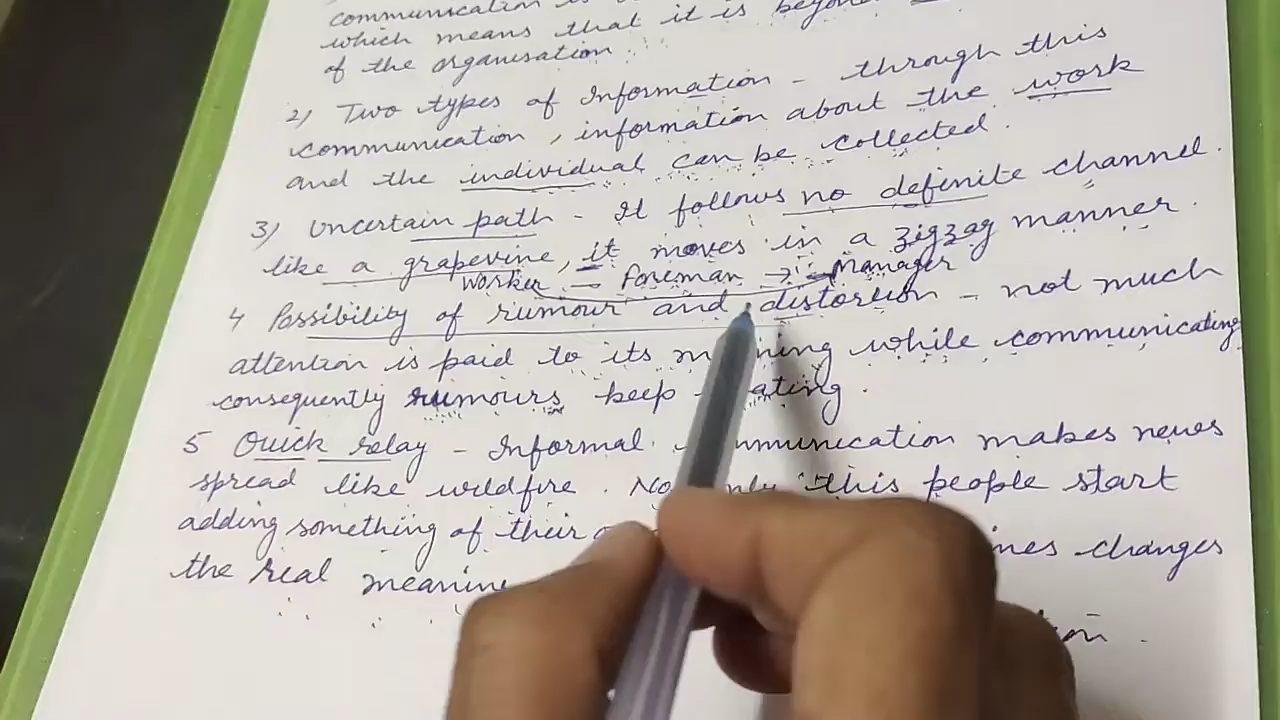 communication is
which means that it is beyond
of the organisation
2) Two types of Information - through this
communication, information about the work
and the individual can be collected.
3) Uncertain path - It follows no definite channel.
like a grapevine, it moves in a zigzag manner.
Worker - Foreman → Manager
4 Possibility of rumour and distortion - not much
attention is paid to its while communicating
consequently rumours keep
5 Quick relay - Informal makes news
spread like wildfire. this people start
adding something of their changes
the real